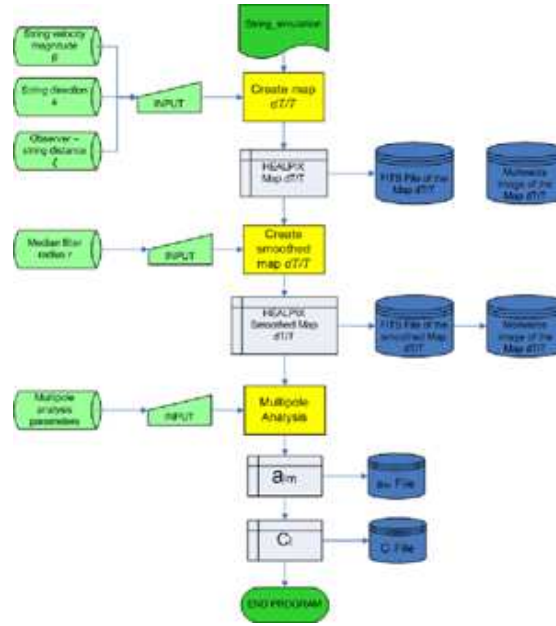 String_simulation
String velocity
magnitude
β
String direction
Observer –
string distance
ζ
INPUT
Create map
dT/T
HEALPIX
Map dT/T
FITS File of the
Map dT/T
image of the
Map dT/T
Median filter
radius r
INPUT
Create
smoothed
map dT/T
HEALPIX
Smoothed Map
dT/T
FITS File of the
smoothed Map
dT/T
image of the
Map dT/T
Multipole
analysis
parameters
INPUT
Multipole
Analysis
alm
alm File
Cl
Cl File
END PROGRAM